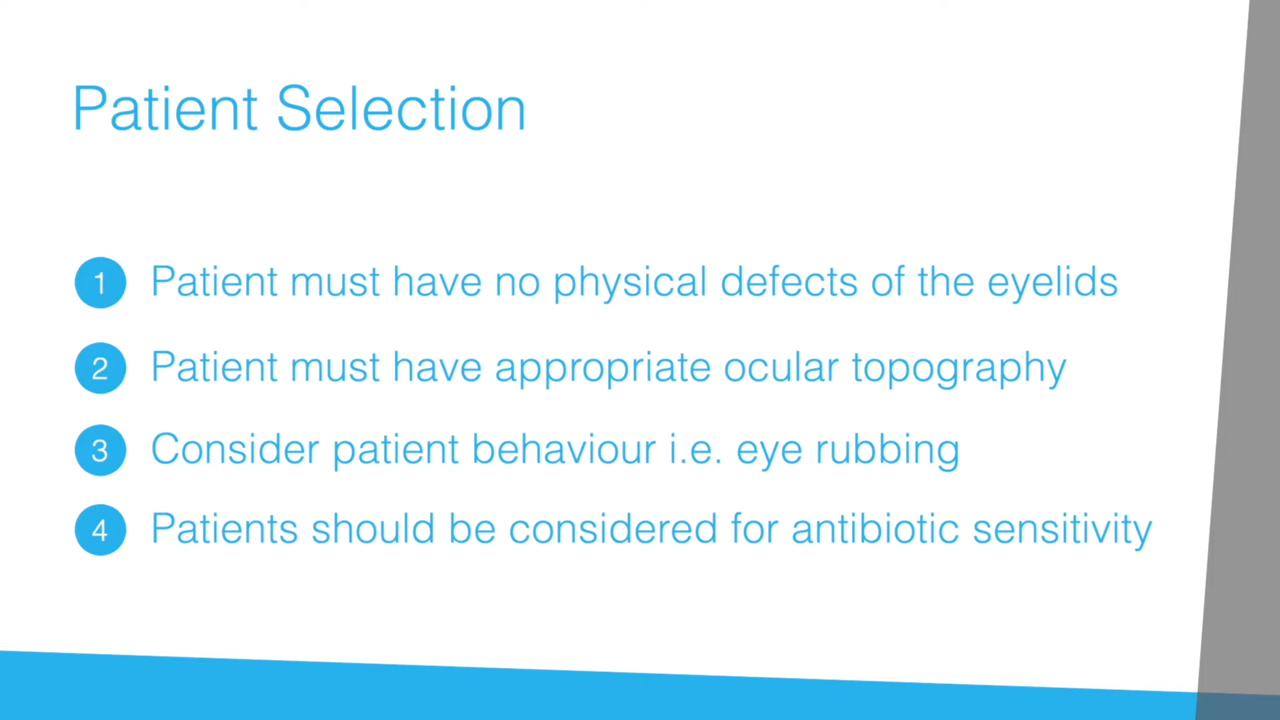 Patient Selection
1 Patient must have no physical defects of the eyelids
2 Patient must have appropriate ocular topography
3 Consider patient behaviour i.e. eye rubbing
4 Patients should be considered for antibiotic sensitivity